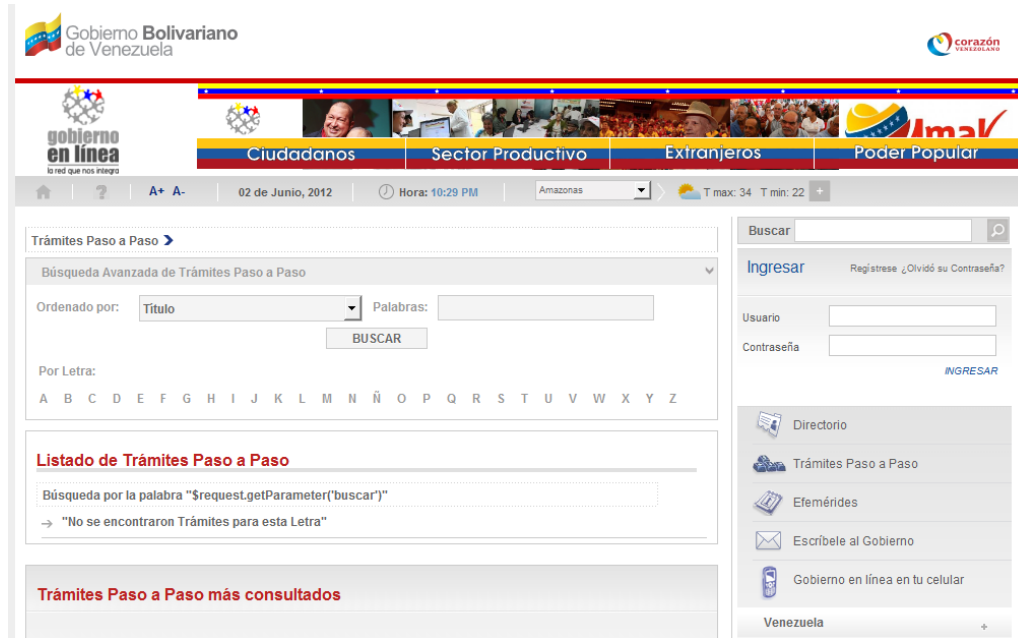 Gobierno Bolivariano
de Venezuela
corazón
VENEZOLANO
gobierno
en línea
la red que nos integra
Ciudadanos
Sector Productivo
Extranjeros
Poder Popular
A+ A-
02 de Junio, 2012
Hora: 10:29 PM
Amazonas
T max: 34 T min: 22 +
Trámites Paso a Paso
Búsqueda Avanzada de Trámites Paso a Paso
Ordenado por:
Título
Palabras:
BUSCAR
Por Letra:
A B C D E F G H I J K L M N Ñ O P Q R S T U V W X Y Z
Listado de Trámites Paso a Paso
Búsqueda por la palabra "$request.getParameter('buscar')"
→ "No se encontraron Trámites para esta Letra"
Trámites Paso a Paso más consultados
Buscar
Ingresar
Regístrese ¿Olvidó su Contraseña?
Usuario
Contraseña
INGRESAR
Directorio
Trámites Paso a Paso
Efemérides
Escríbele al Gobierno
Gobierno en línea en tu celular
Venezuela +